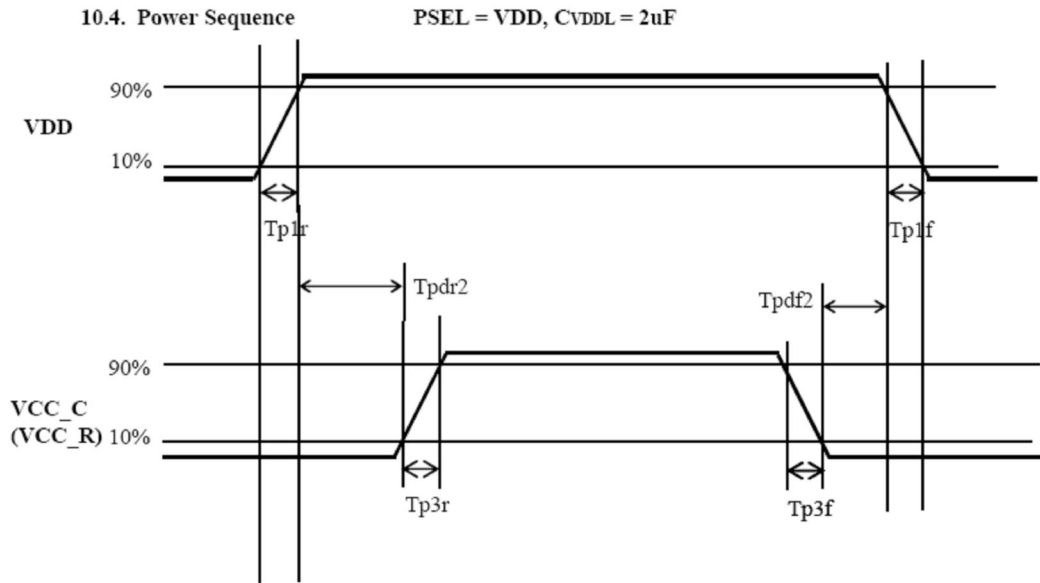 10.4. Power Sequence PSEL = VDD, CVDDL = 2uF
90%
VDD
10%
Tp1r
Tp1f
Tpdr2
Tpdf2
90%
VCC_C
(VCC_R) 10%
Tp3r
Tp3f